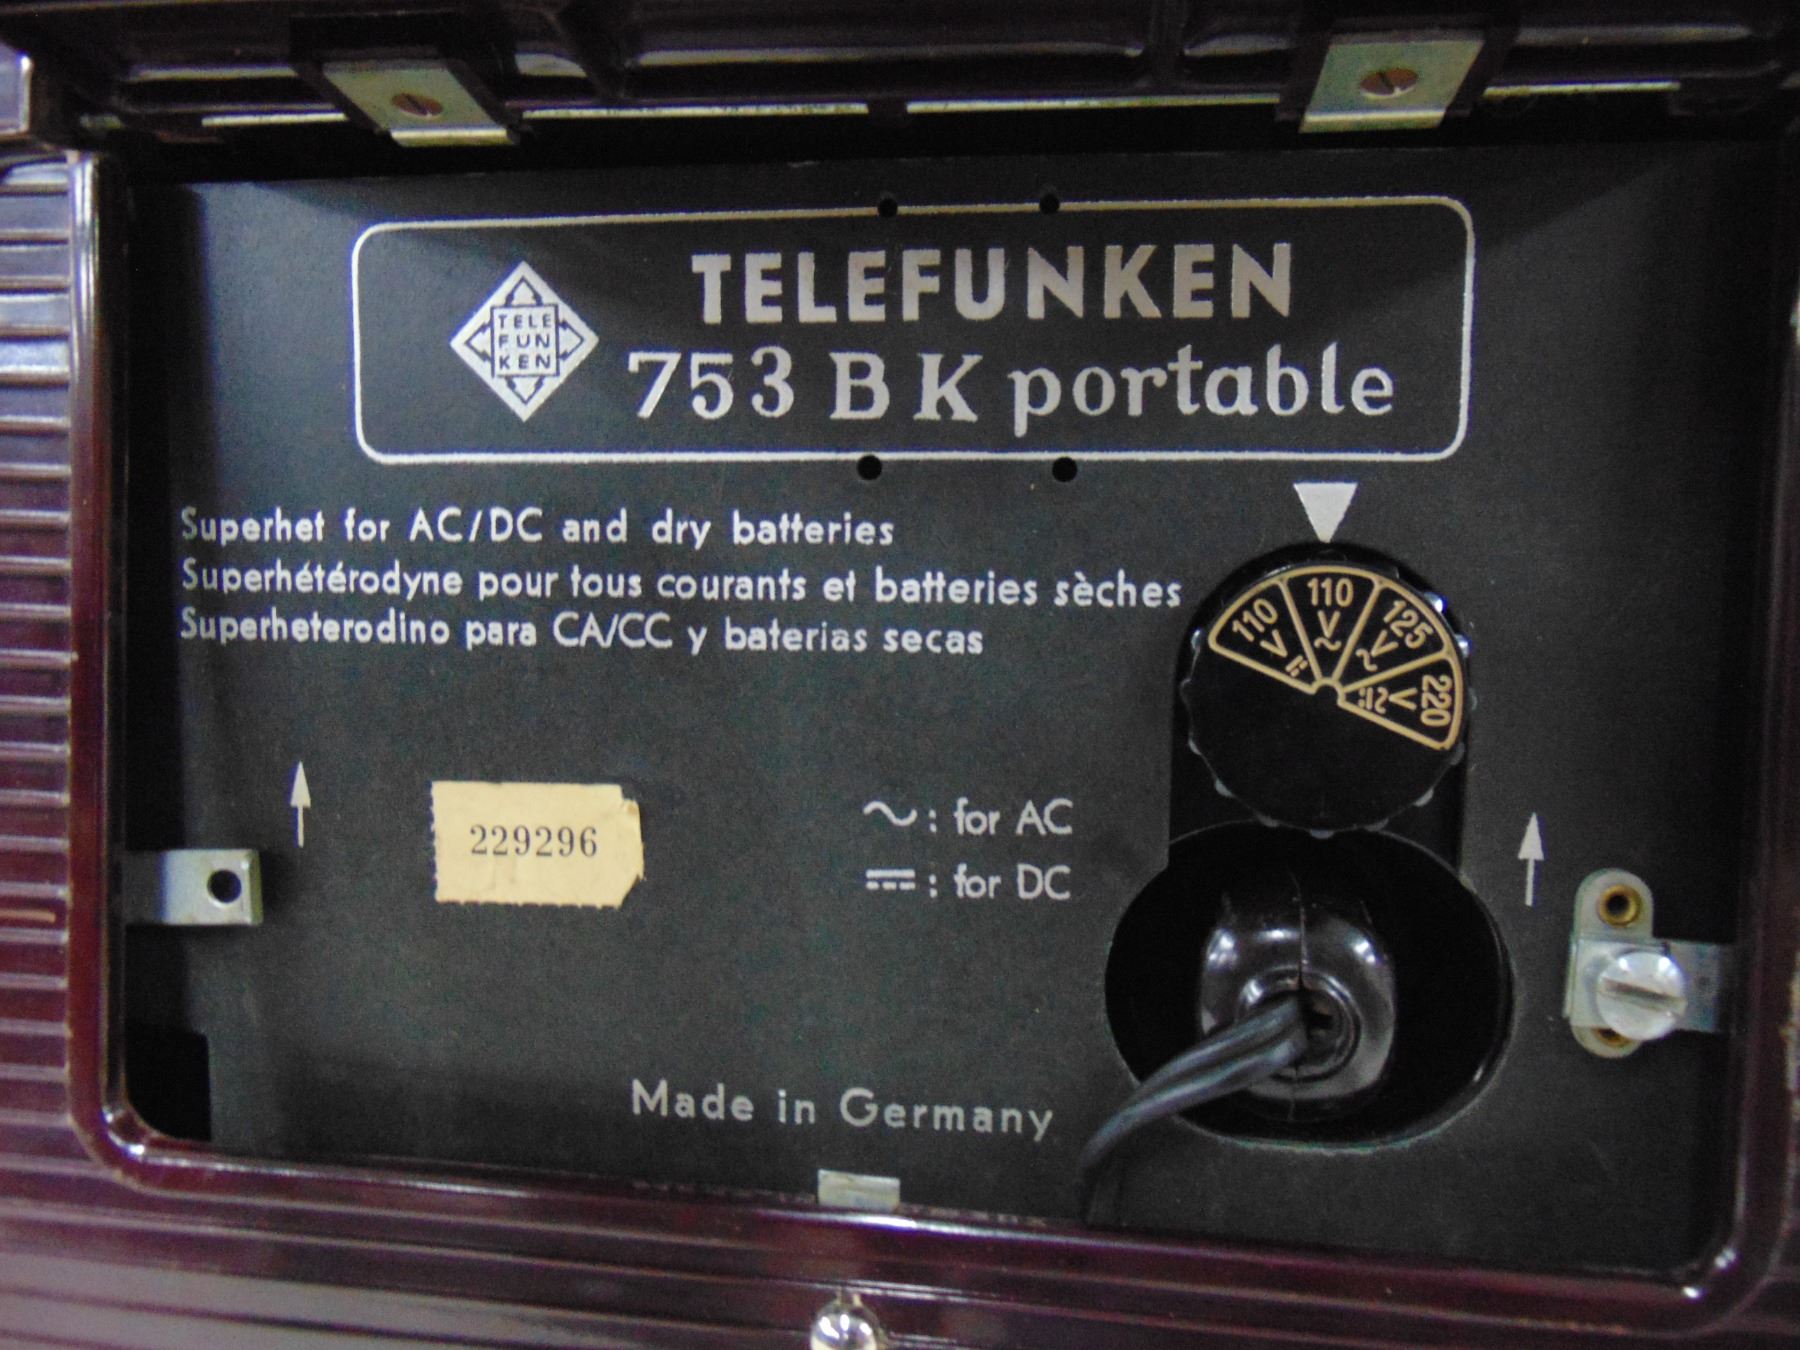 TELEFUNKEN
TELE
FUN
KEN
753 BK portable
Superhet for AC/DC and dry batteries
Superhétérodyne pour tous courants et batteries sèches
Superheterodino para CA/CC y baterias secas
110 V ⎓
110 V ~
125 V ~
220 V ~ ⎓
229296
~ : for AC
⎓ : for DC
Made in Germany